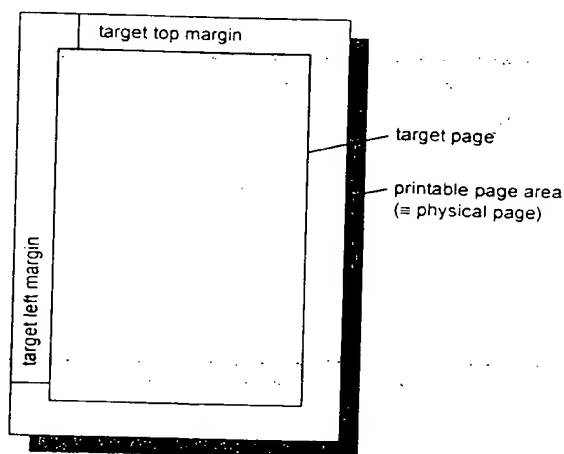 target top margin
target page
printable page area
(≡ physical page)
target left margin